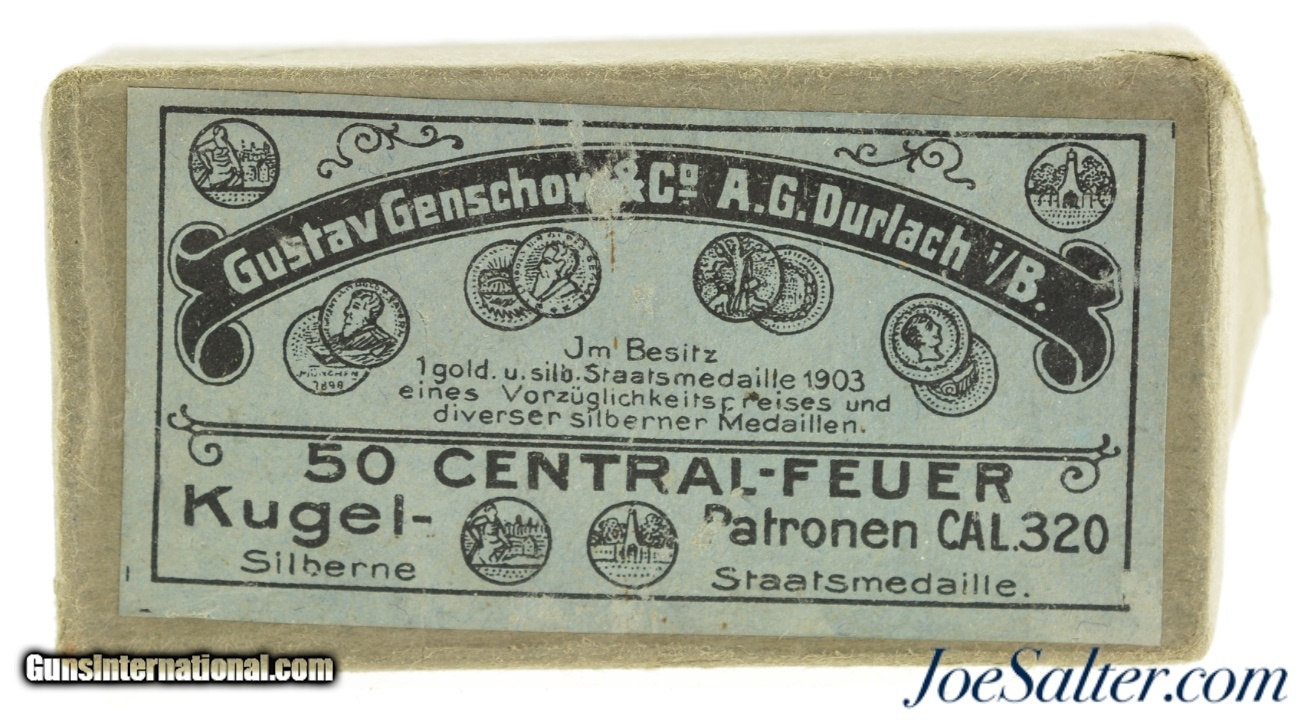 Gustav Genschow & Co A.G. Durlach i/B.
MÜNCHEN
1898
Jm Besitz
1 gold. u. silb. Staatsmedaille 1903
eines Vorzüglichkeitspreises und
diverser silberner Medaillen.
50 CENTRAL-FEUER
Kugel- Patronen CAL.320
Silberne Staatsmedaille.
GunsInternational.com
JoeSalter.com